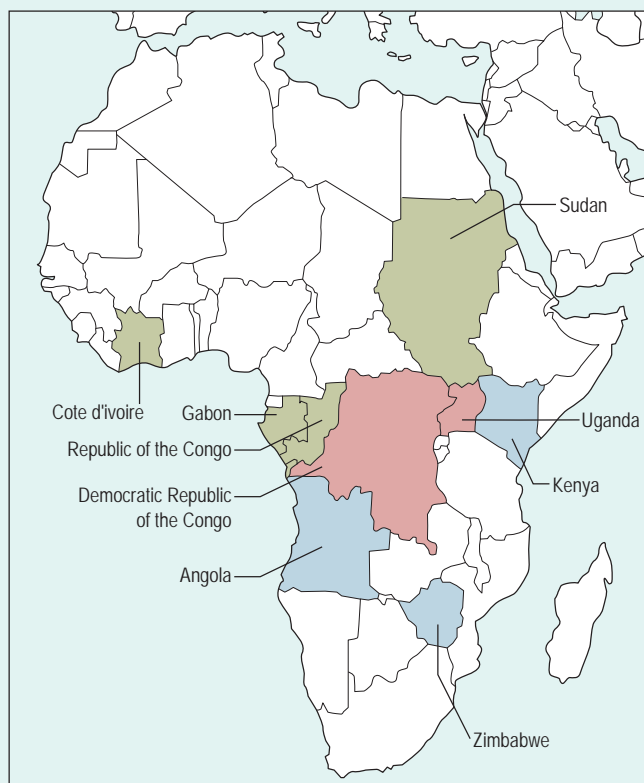 Sudan
Cote d'ivoire
Gabon
Uganda
Republic of the Congo
Kenya
Democratic Republic
of the Congo
Angola
Zimbabwe